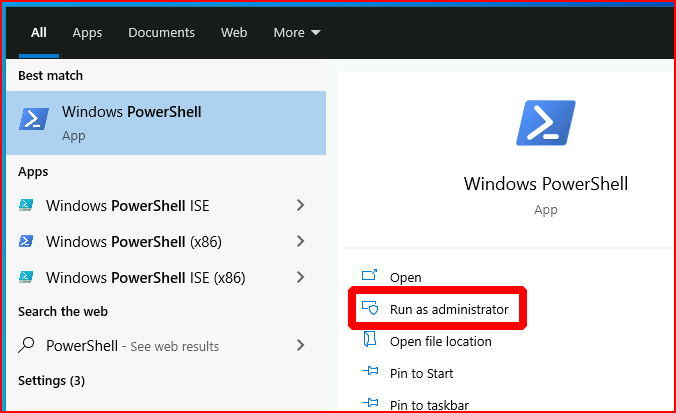 All Apps Documents Web More
Best match
Windows PowerShell
App
Apps
Windows PowerShell ISE
Windows PowerShell (x86)
Windows PowerShell ISE (x86)
Search the web
PowerShell - See web results
Settings (3)
Windows PowerShell
App
Open
Run as administrator
Open file location
Pin to Start
Pin to taskbar